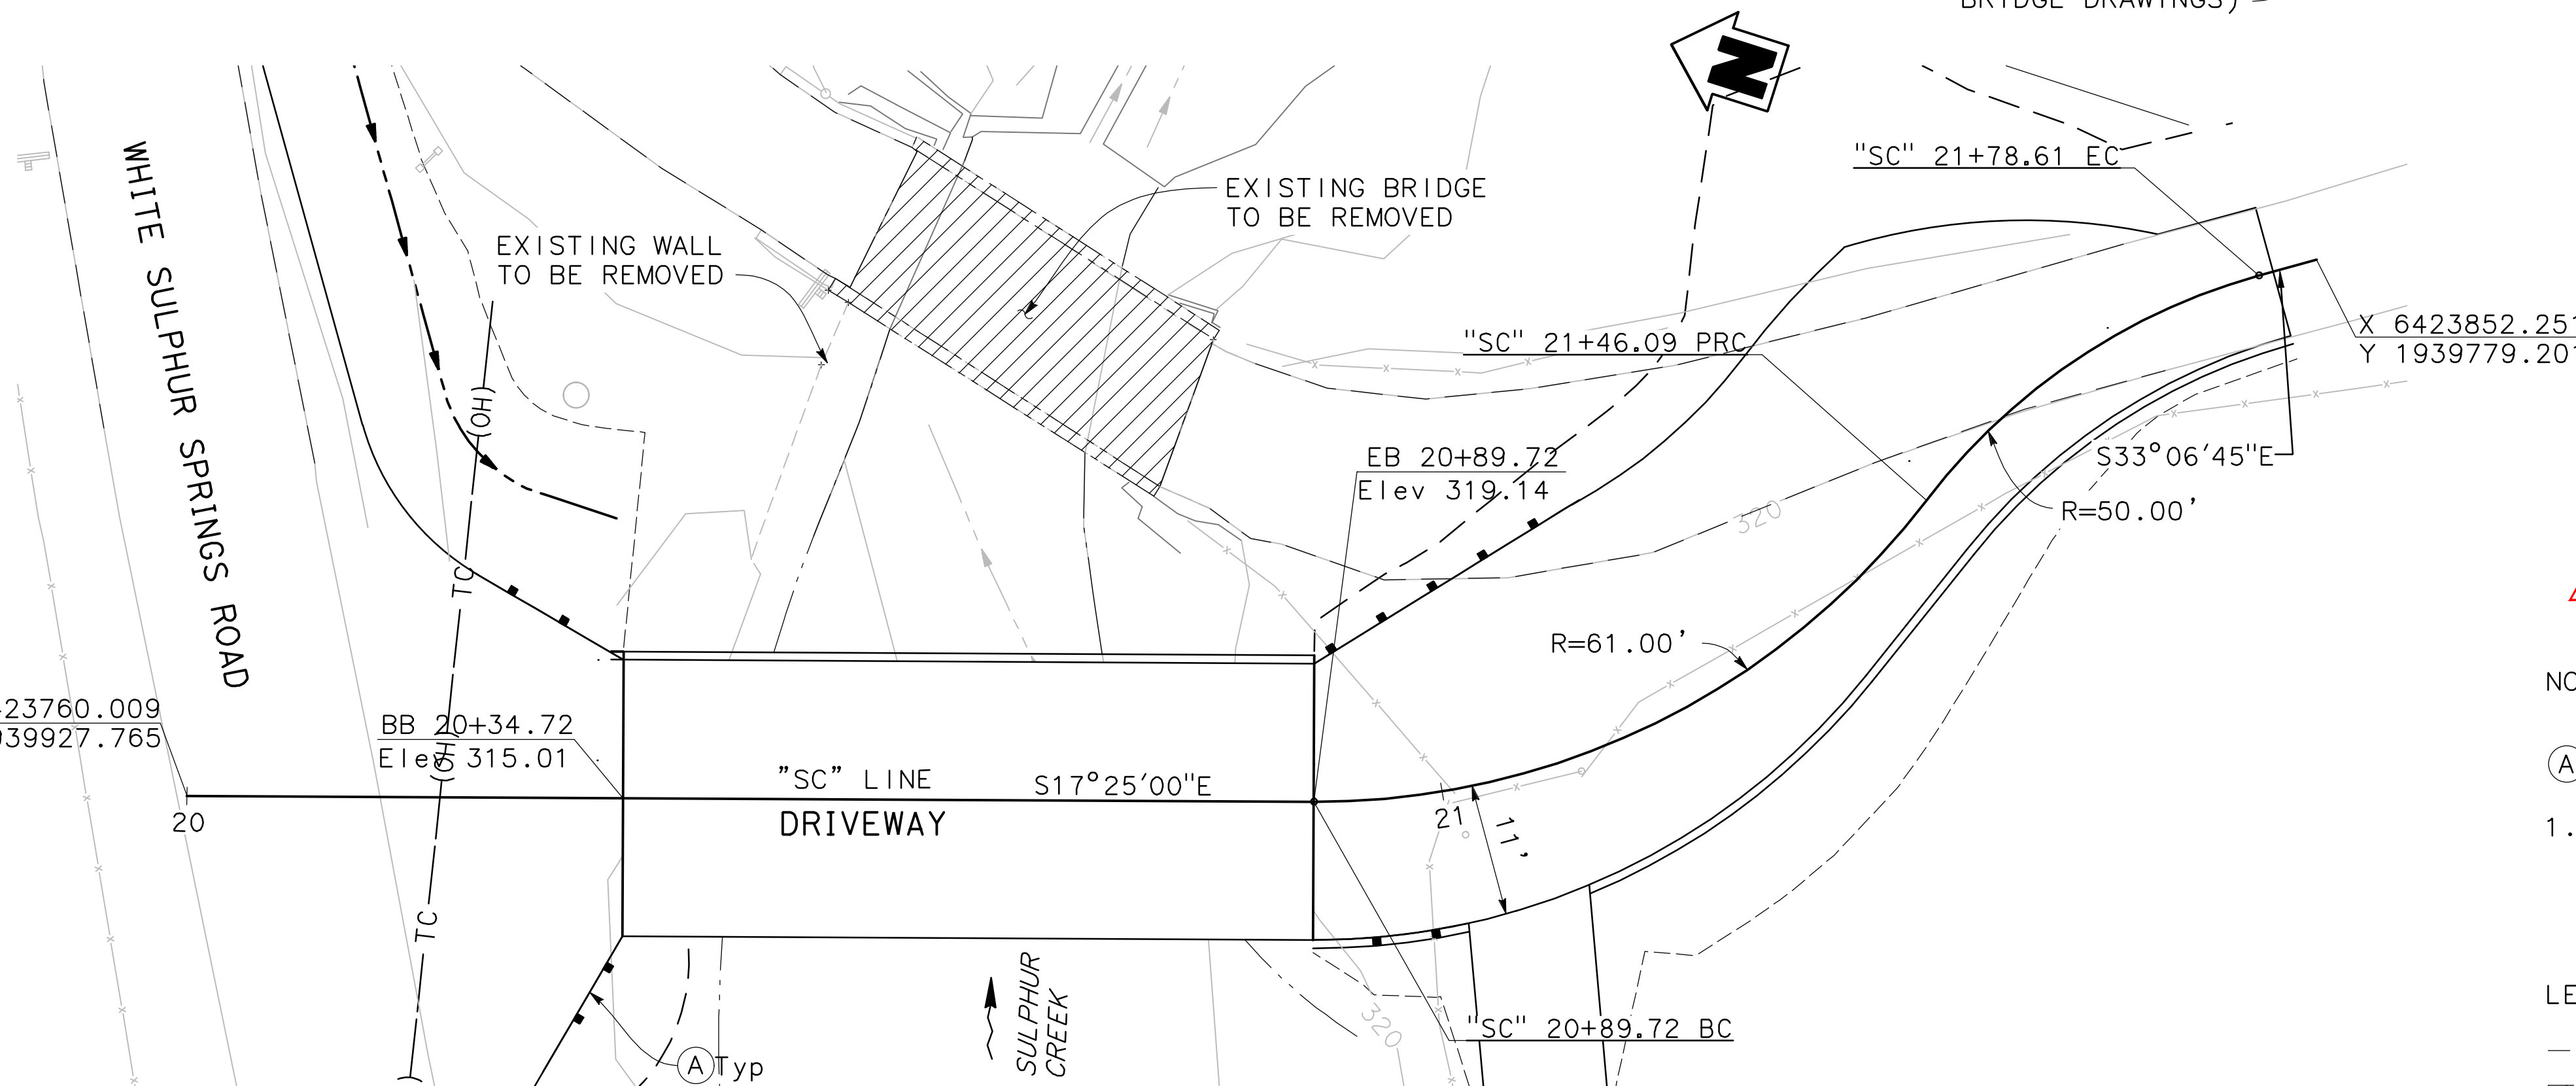 BRIDGE DRAWINGS)
N
"SC" 21+78.61 EC
EXISTING BRIDGE
TO BE REMOVED
EXISTING WALL
TO BE REMOVED
WHITE SULPHUR SPRINGS ROAD
"SC" 21+46.09 PRC
X 6423852.251
Y 1939779.201
(OH)
EB 20+89.72
Elev 319.14
S33°06'45"E
R=50.00'
320
TC
R=61.00'
NO
23760.009
39927.765
BB 20+34.72
Elev 315.01
(OH)
"SC" LINE
S17°25'00"E
A
20
DRIVEWAY
21
11'
1.
TC
SULPHUR
CREEK
LE
320
"SC" 20+89.72 BC
A Typ
)